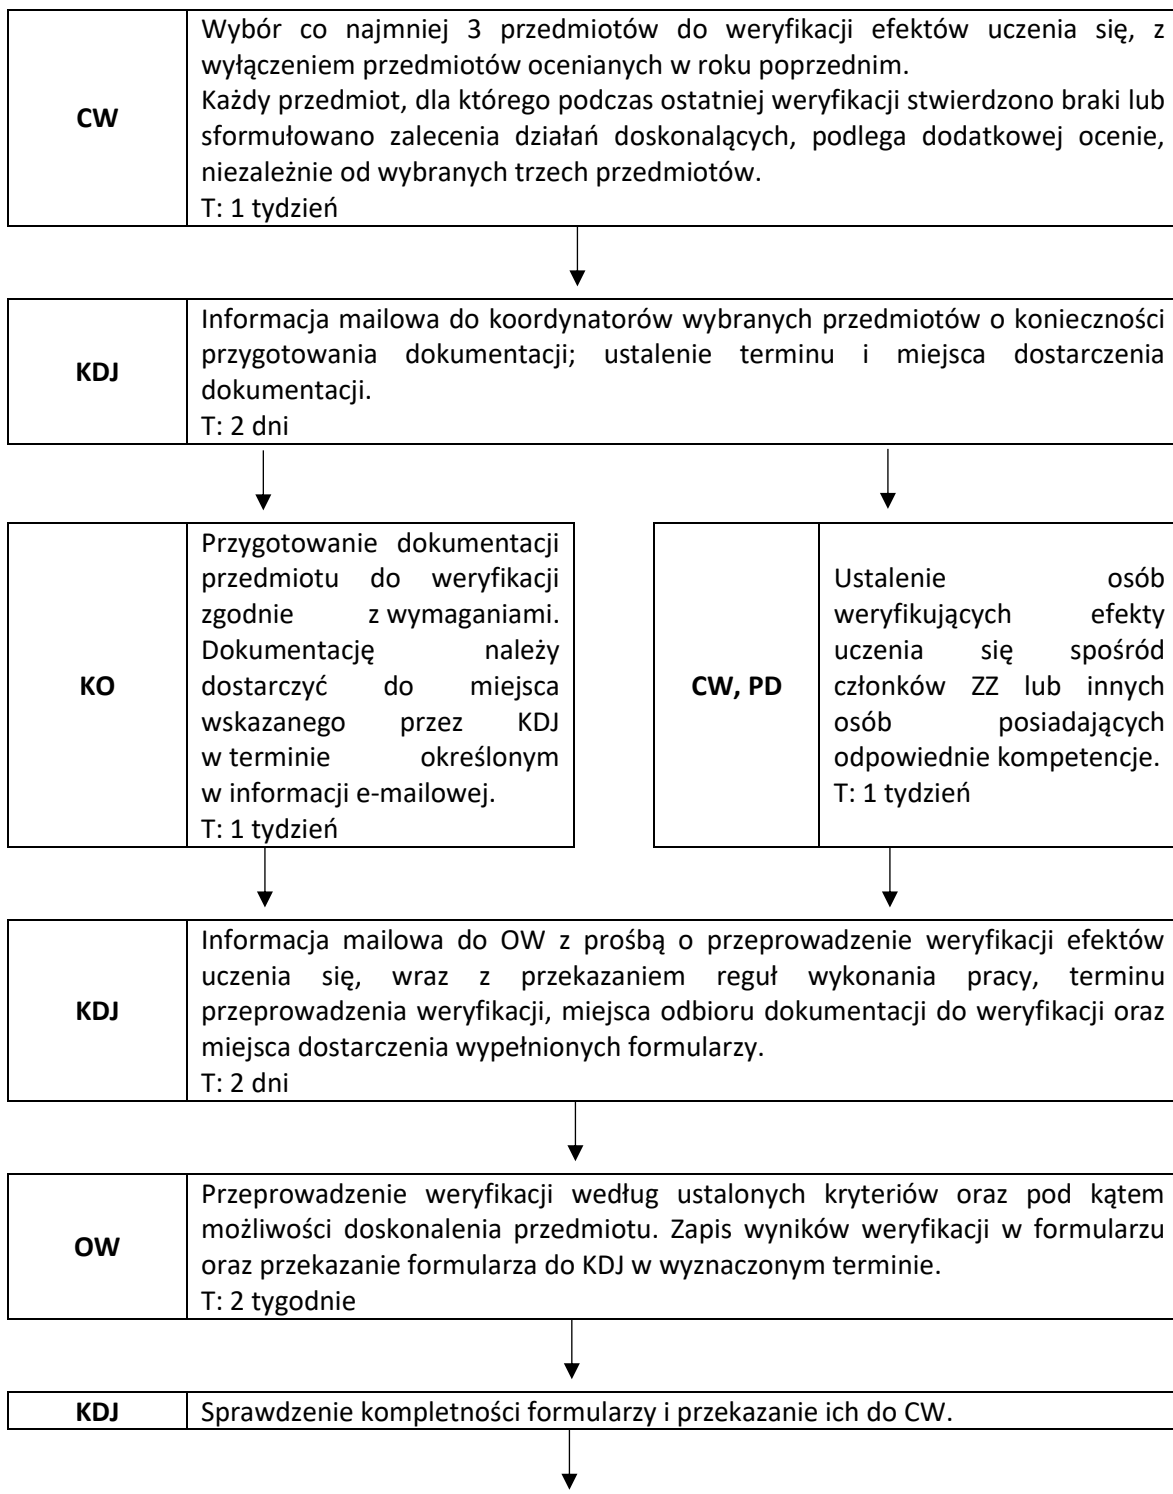 CW
Wybór co najmniej 3 przedmiotów do weryfikacji efektów uczenia się, z
wyłączeniem przedmiotów ocenianych w roku poprzednim.
Każdy przedmiot, dla którego podczas ostatniej weryfikacji stwierdzono braki lub
sformułowano zalecenia działań doskonalących, podlega dodatkowej ocenie,
niezależnie od wybranych trzech przedmiotów.
T: 1 tydzień
KDJ
Informacja mailowa do koordynatorów wybranych przedmiotów o konieczności
przygotowania dokumentacji; ustalenie terminu i miejsca dostarczenia
dokumentacji.
T: 2 dni
KO
Przygotowanie dokumentacji
przedmiotu do weryfikacji
zgodnie z wymaganiami.
Dokumentację należy
dostarczyć do miejsca
wskazanego przez KDJ
w terminie określonym
w informacji e-mailowej.
T: 1 tydzień
CW, PD
Ustalenie osób
weryfikujących efekty
uczenia się spośród
członków ZZ lub innych
osób posiadających
odpowiednie kompetencje.
T: 1 tydzień
KDJ
Informacja mailowa do OW z prośbą o przeprowadzenie weryfikacji efektów
uczenia się, wraz z przekazaniem reguł wykonania pracy, terminu
przeprowadzenia weryfikacji, miejsca odbioru dokumentacji do weryfikacji oraz
miejsca dostarczenia wypełnionych formularzy.
T: 2 dni
OW
Przeprowadzenie weryfikacji według ustalonych kryteriów oraz pod kątem
możliwości doskonalenia przedmiotu. Zapis wyników weryfikacji w formularzu
oraz przekazanie formularza do KDJ w wyznaczonym terminie.
T: 2 tygodnie
KDJ
Sprawdzenie kompletności formularzy i przekazanie ich do CW.